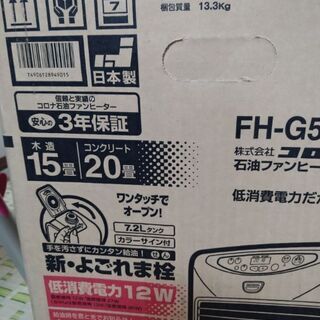 梱包質量 13.3Kg
7
日本製
T4906128949015
信頼と実績の
コロナ石油ファンヒーター
安心の3年保証
FH-G5
株式会社コロ
石油ファンヒー
木造 コンクリート
15畳 20畳
低消費電力だか
ワンタッチで
オープン!
7.2Lタンク
カラーサイン付
手を汚さずにカンタン給油!
新・よごれま栓
低消費電力12W